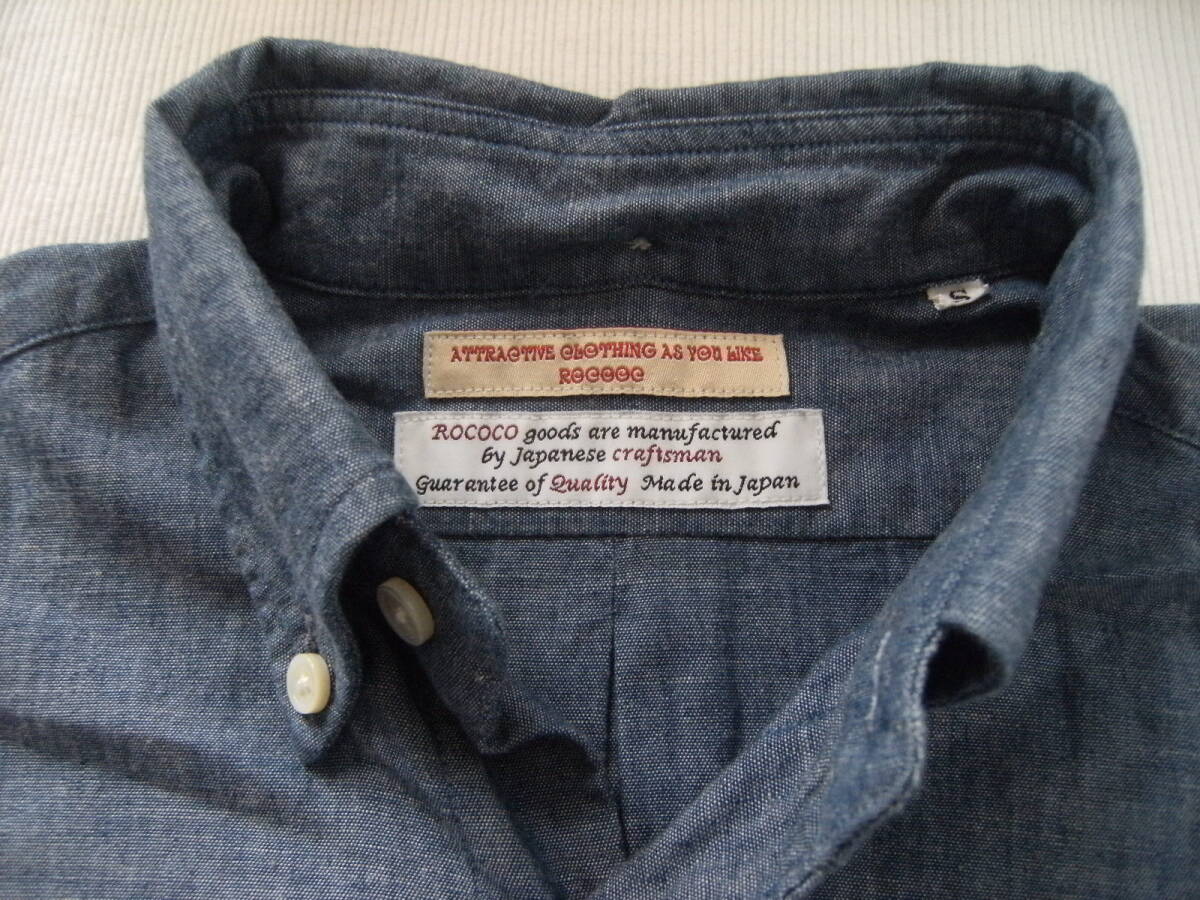 S
ATTRACTIVE CLOTHING AS YOU LIKE
ROCOCO
ROCOCO goods are manufactured
by Japanese craftsman
Guarantee of Quality Made in Japan